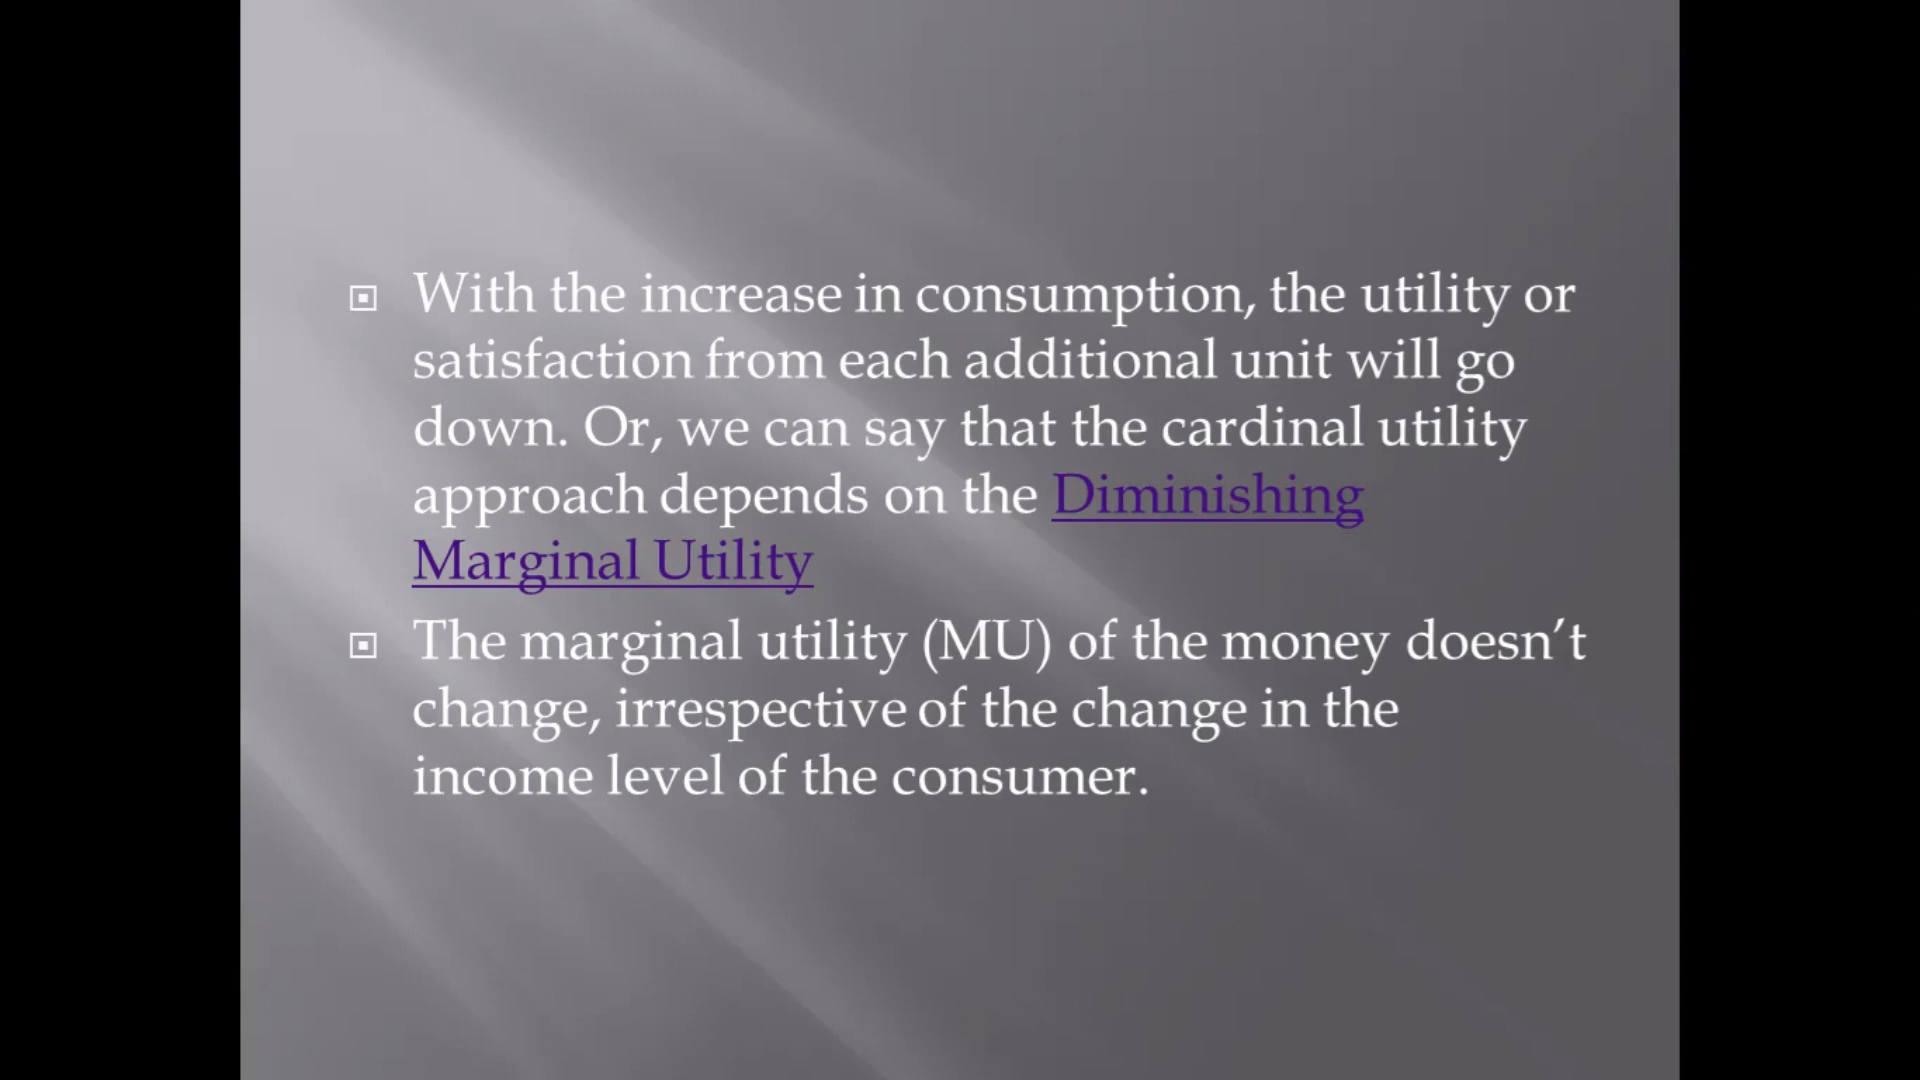 With the increase in consumption, the utility or
satisfaction from each additional unit will go
down. Or, we can say that the cardinal utility
approach depends on the Diminishing
Marginal Utility
The marginal utility (MU) of the money doesn’t
change, irrespective of the change in the
income level of the consumer.